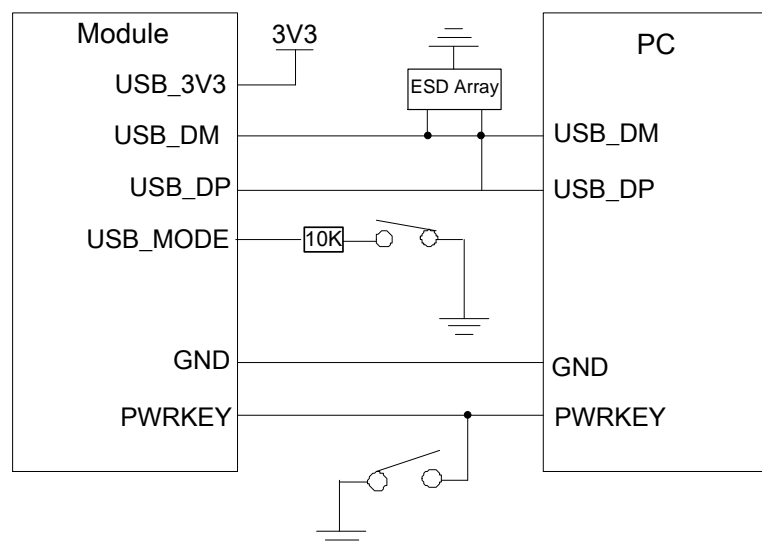 Module
3V3
PC
USB_3V3
ESD Array
USB_DM
USB_DM
USB_DP
USB_DP
USB_MODE
10K
GND
GND
PWRKEY
PWRKEY